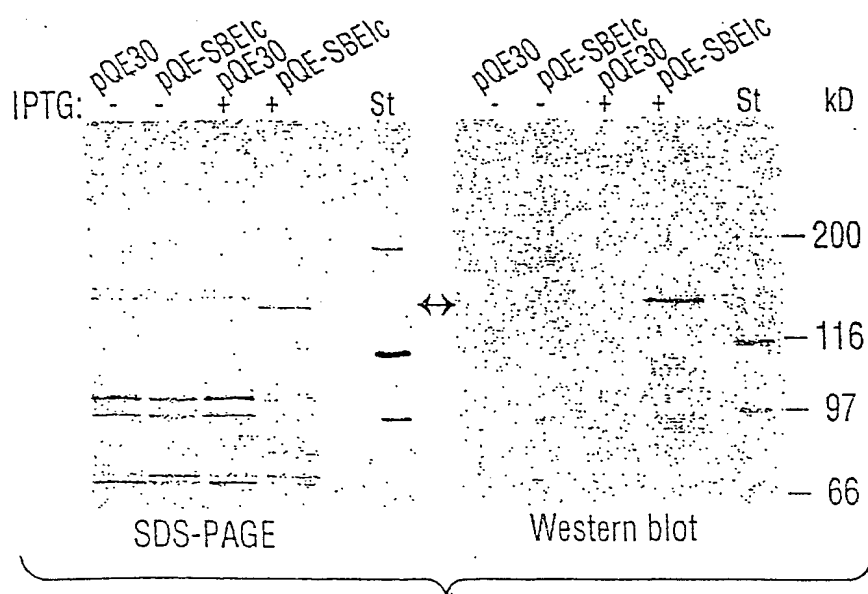 pQE30 pQE-SBEIc pQE30 pQE-SBEIc pQE30 pQE-SBEIc pQE30 pQE-SBEIc
IPTG: - - + + St - - + + St kD
200
116
97
66
SDS-PAGE Western blot